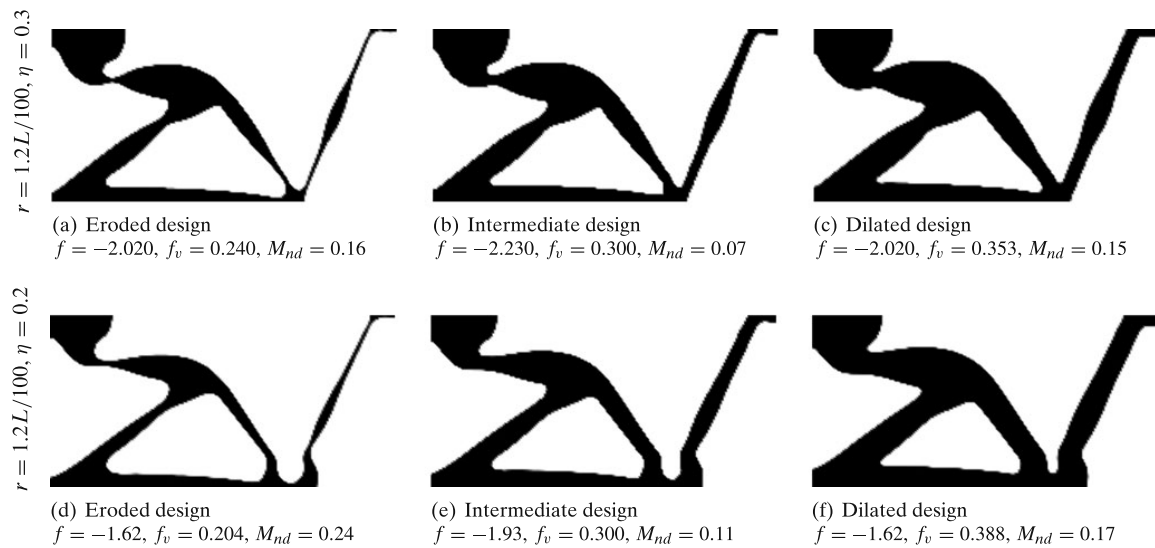 r = 1.2L/100, η = 0.3
(a) Eroded design
f = −2.020, f_v = 0.240, M_nd = 0.16
(b) Intermediate design
f = −2.230, f_v = 0.300, M_nd = 0.07
(c) Dilated design
f = −2.020, f_v = 0.353, M_nd = 0.15
r = 1.2L/100, η = 0.2
(d) Eroded design
f = −1.62, f_v = 0.204, M_nd = 0.24
(e) Intermediate design
f = −1.93, f_v = 0.300, M_nd = 0.11
(f) Dilated design
f = −1.62, f_v = 0.388, M_nd = 0.17